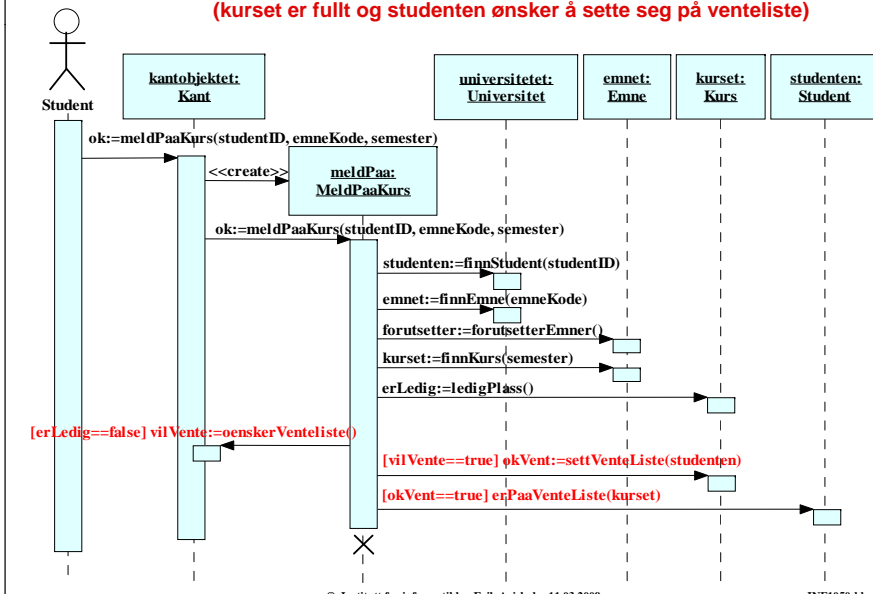 (kurset er fullt og studenten ønsker å sette seg på venteliste)
kantobjektet:
Kant
universitetet:
Universitet
emnet:
Emne
kurset:
Kurs
studenten:
Student
Student
ok:=meldPaaKurs(studentID, emneKode, semester)
<<create>>
meldPaa:
MeldPaaKurs
ok:=meldPaaKurs(studentID, emneKode, semester)
studenten:=finnStudent(studentID)
emnet:=finnEmne(emneKode)
forutsetter:=forutsetterEmner()
kurset:=finnKurs(semester)
erLedig:=ledigPlass()
[erLedig==false] vilVente:=oenskerVenteliste()
[vilVente==true] okVent:=settVenteListe(studenten)
[okVent==true] erPaaVenteListe(kurset)